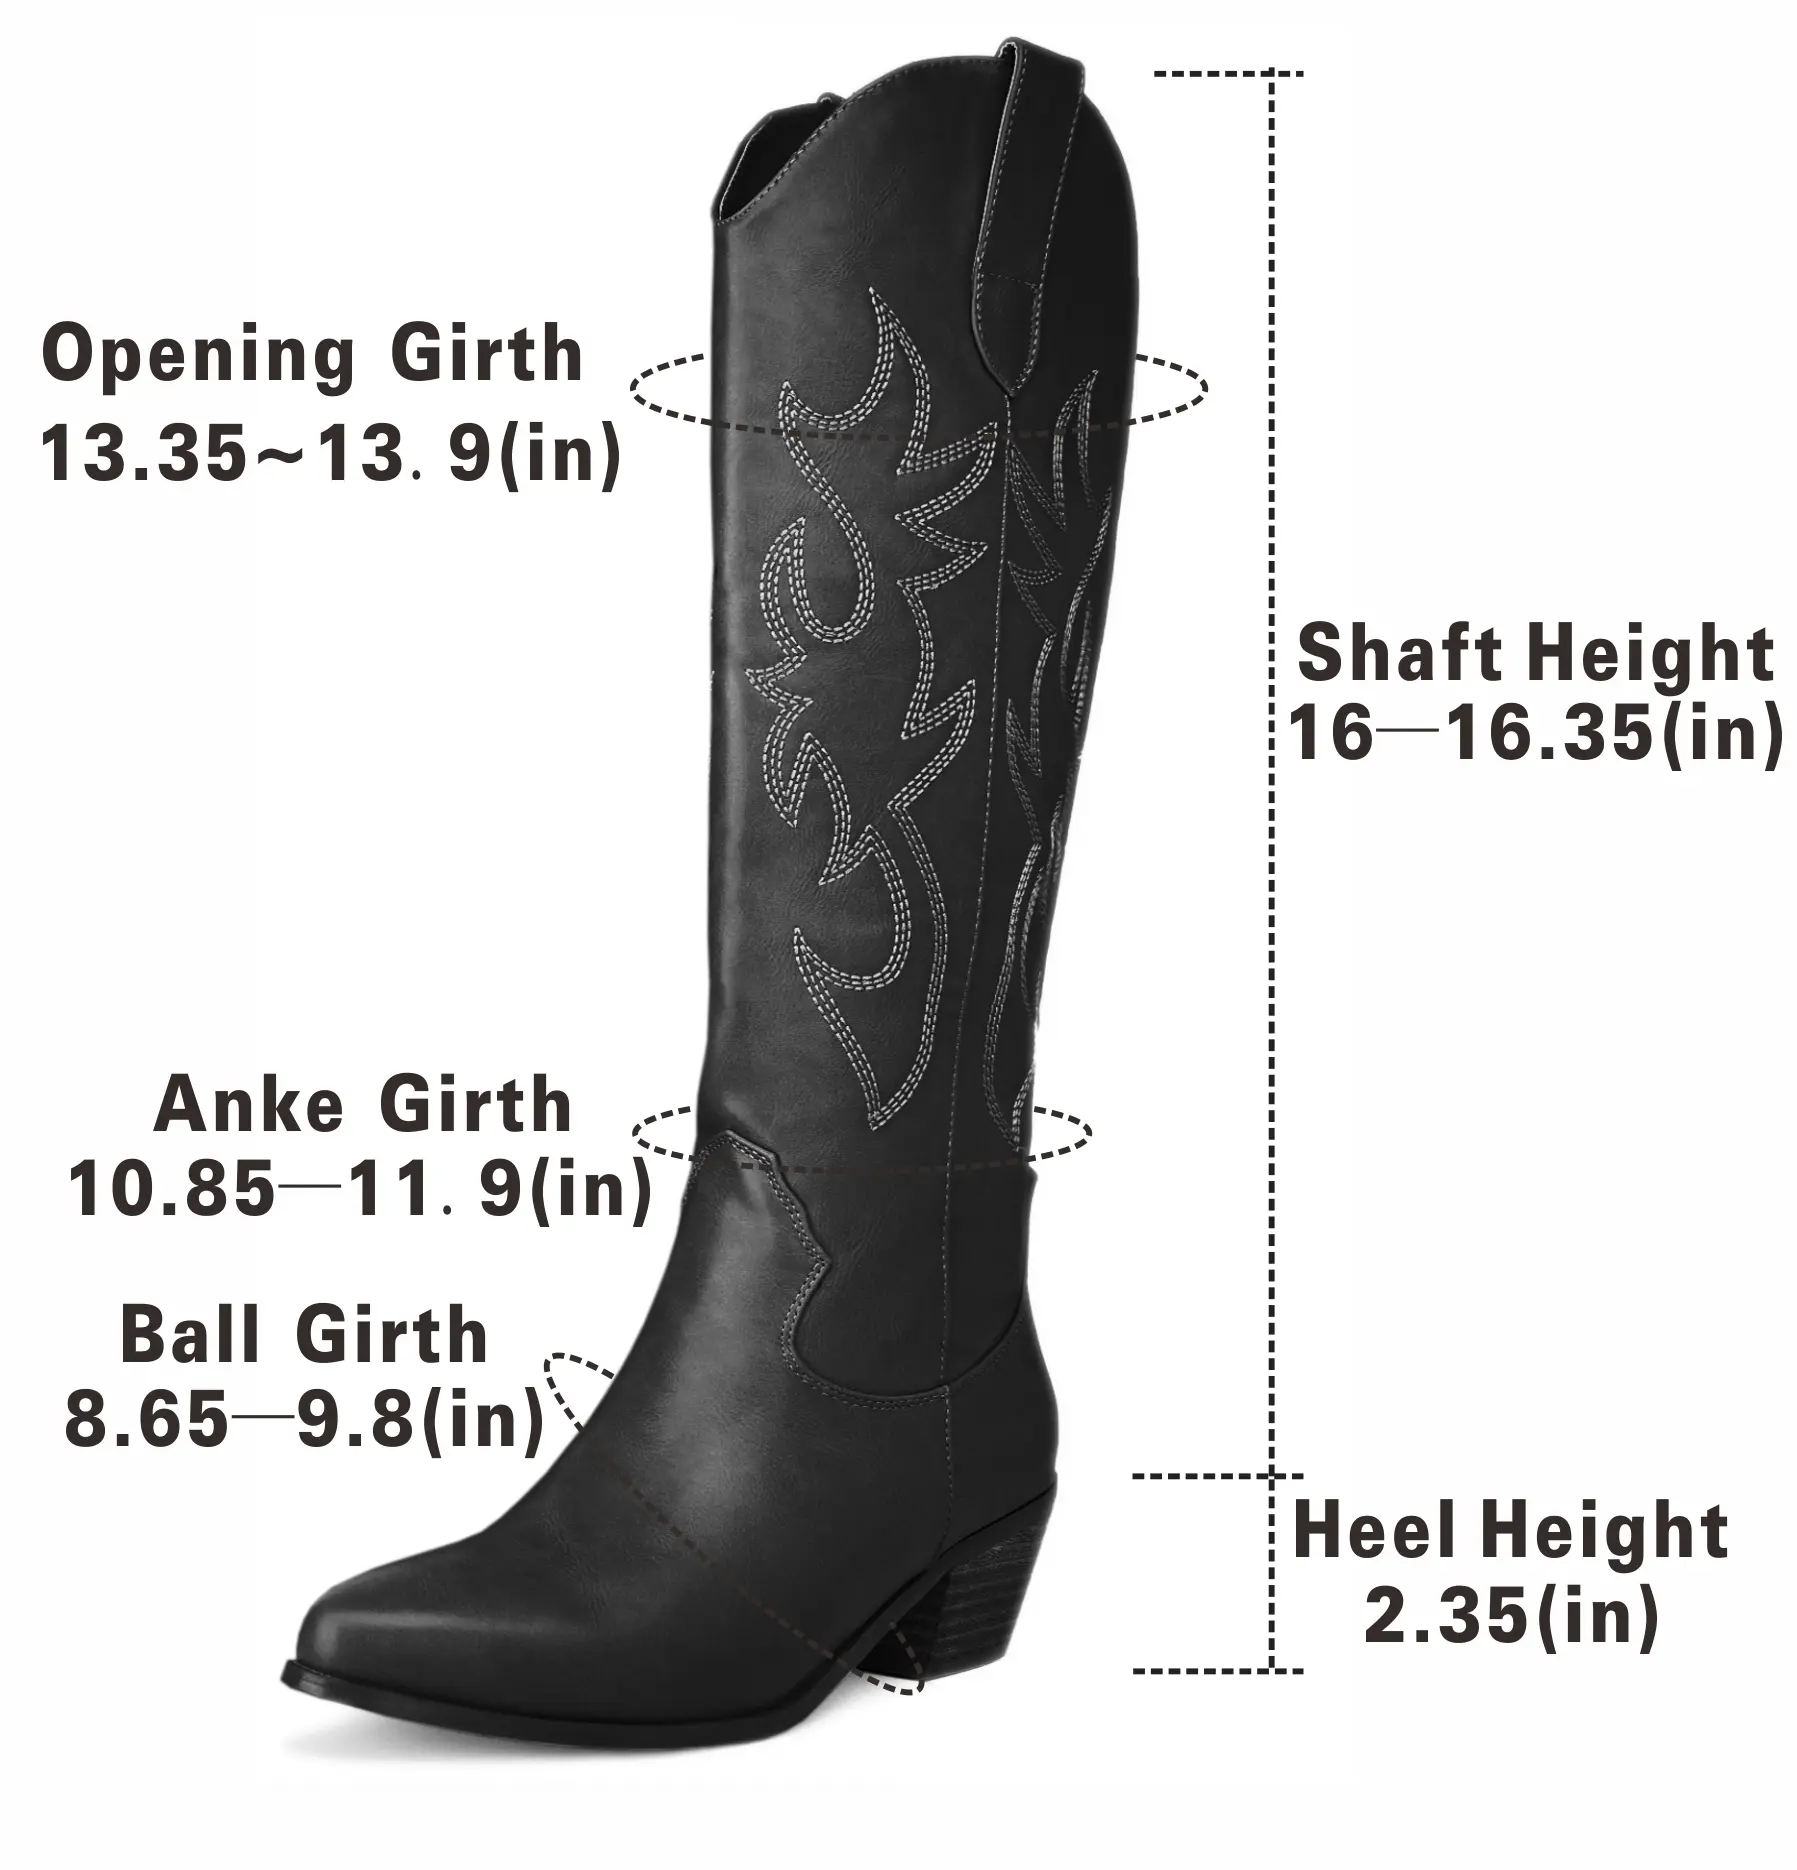 Opening Girth
13.35~13. 9(in)
Shaft Height
16—16.35(in)
Anke Girth
10.85—11. 9(in)
Ball Girth
8.65—9.8(in)
Heel Height
2.35(in)